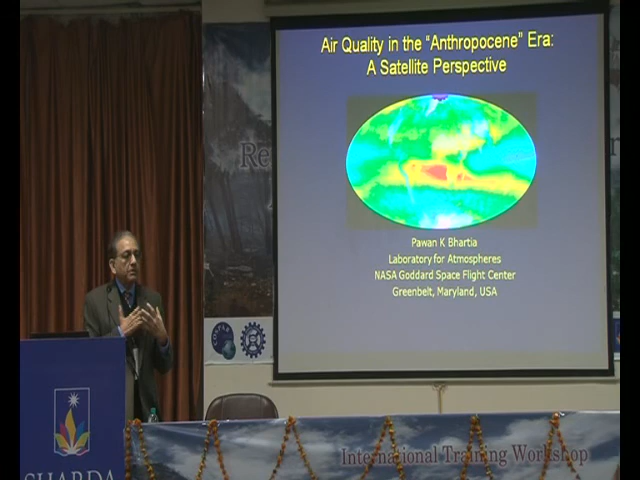 Air Quality in the "Anthropocene" Era:
A Satellite Perspective
Pawan K Bhartia
Laboratory for Atmospheres
NASA Goddard Space Flight Center
Greenbelt, Maryland, USA
COSPAR
SHARDA
International Training Workshop